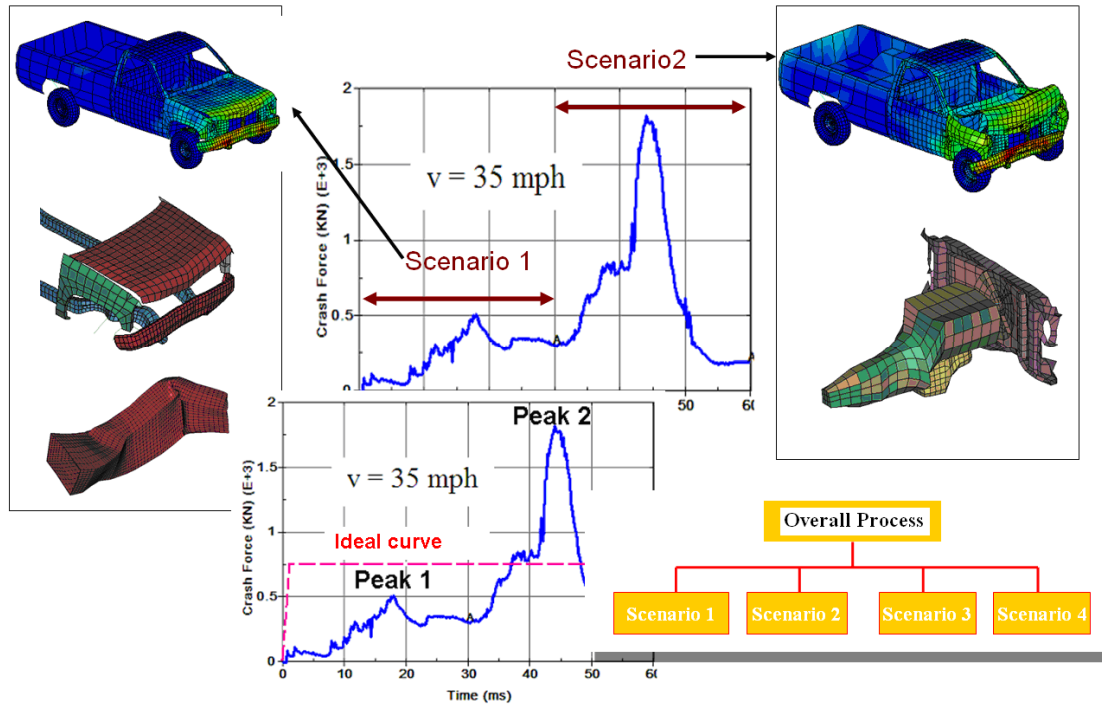 Scenario2
2
1.5
1
0.5
0
Crash Force (KN) (E+3)
v = 35 mph
Scenario 1
A
A
50
Peak 2
2
1.5
1
0.5
0
Crash Force (KN) (E+3)
v = 35 mph
Ideal curve
Peak 1
A
0
10
20
30
40
50
Time (ms)
Overall Process
Scenario 1
Scenario 2
Scenario 3
Scenario 4